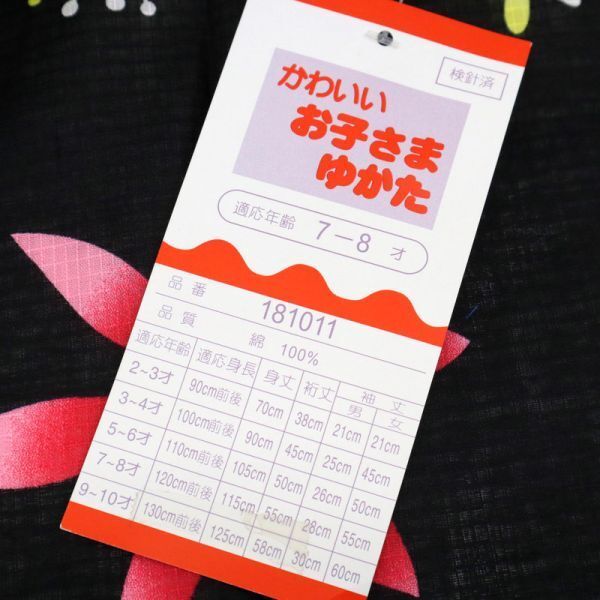 検針済
かわいい
お子さま
ゆかた
適応年齢 7−8 才
品番 181011
品質 綿 100%
適応年齢 適応身長 身丈 裄丈 袖丈
男 女
2~3才 90cm前後 70cm 38cm 21cm 21cm
3~4才 100cm前後 90cm 45cm 25cm 45cm
5~6才 110cm前後 105cm 50cm 26cm 50cm
7~8才 120cm前後 115cm 55cm 28cm 55cm
9~10才 130cm前後 125cm 58cm 30cm 60cm